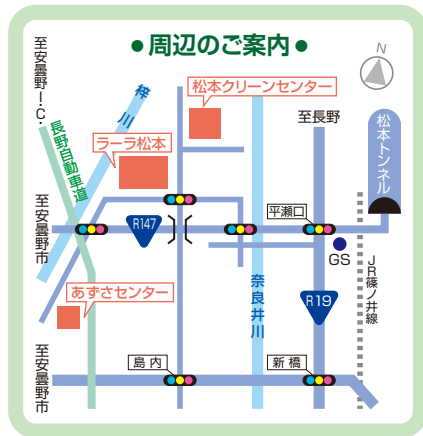 ●周辺のご案内●
N
至安曇野I・C・
梓川
松本クリーンセンター
長野自動車道
至長野
松本トンネル
ラーラ松本
至安曇野市
R147
平瀬口
GS
JR篠ノ井線
あずさセンター
奈良井川
R19
至安曇野市
島内
新橋